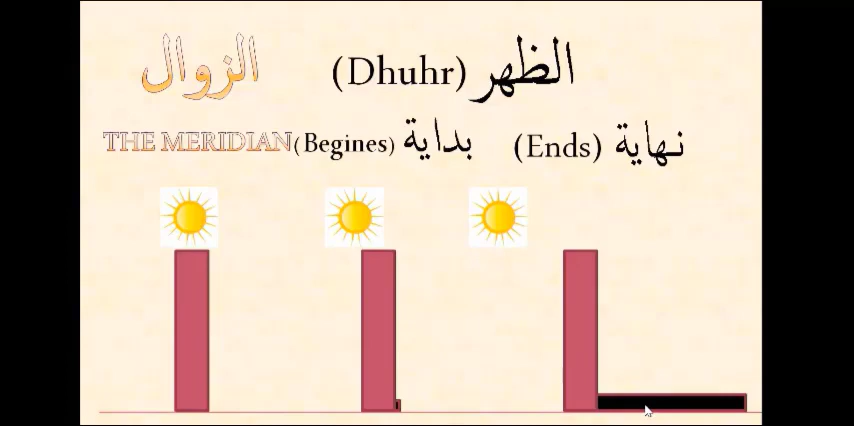 الزوال
الظهر (Dhuhr)
THE MERIDIAN
بداية (Begines)
نهاية (Ends)